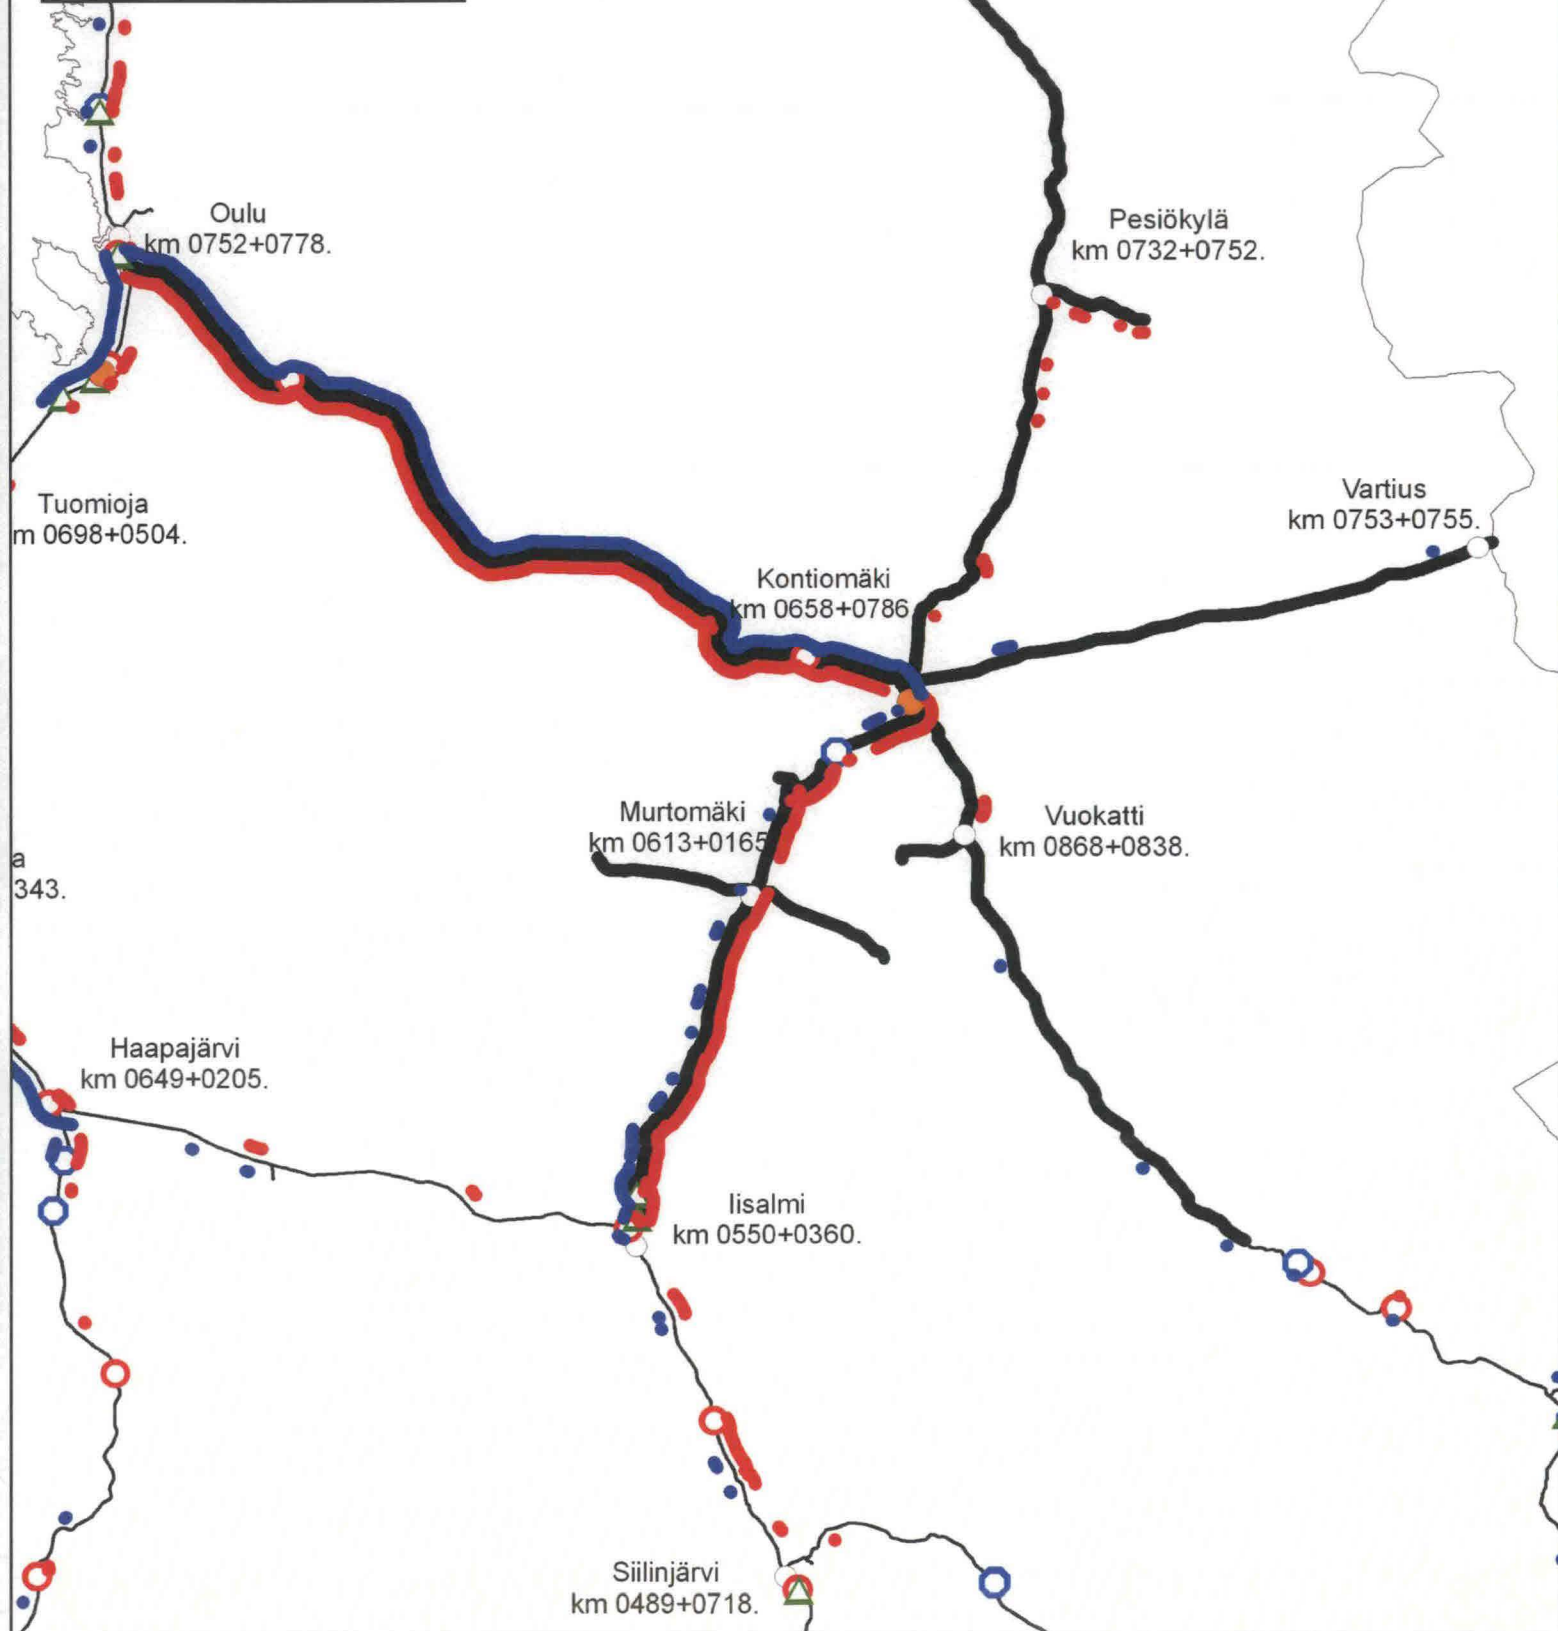 Oulu
km 0752+0778.
Pesiökylä
km 0732+0752.
Tuomioja
m 0698+0504.
Vartius
km 0753+0755.
Kontiomäki
km 0658+0786
Murtomäki
km 0613+0165
Vuokatti
km 0868+0838.
a
343.
Haapajärvi
km 0649+0205.
Iisalmi
km 0550+0360.
Siilinjärvi
km 0489+0718.